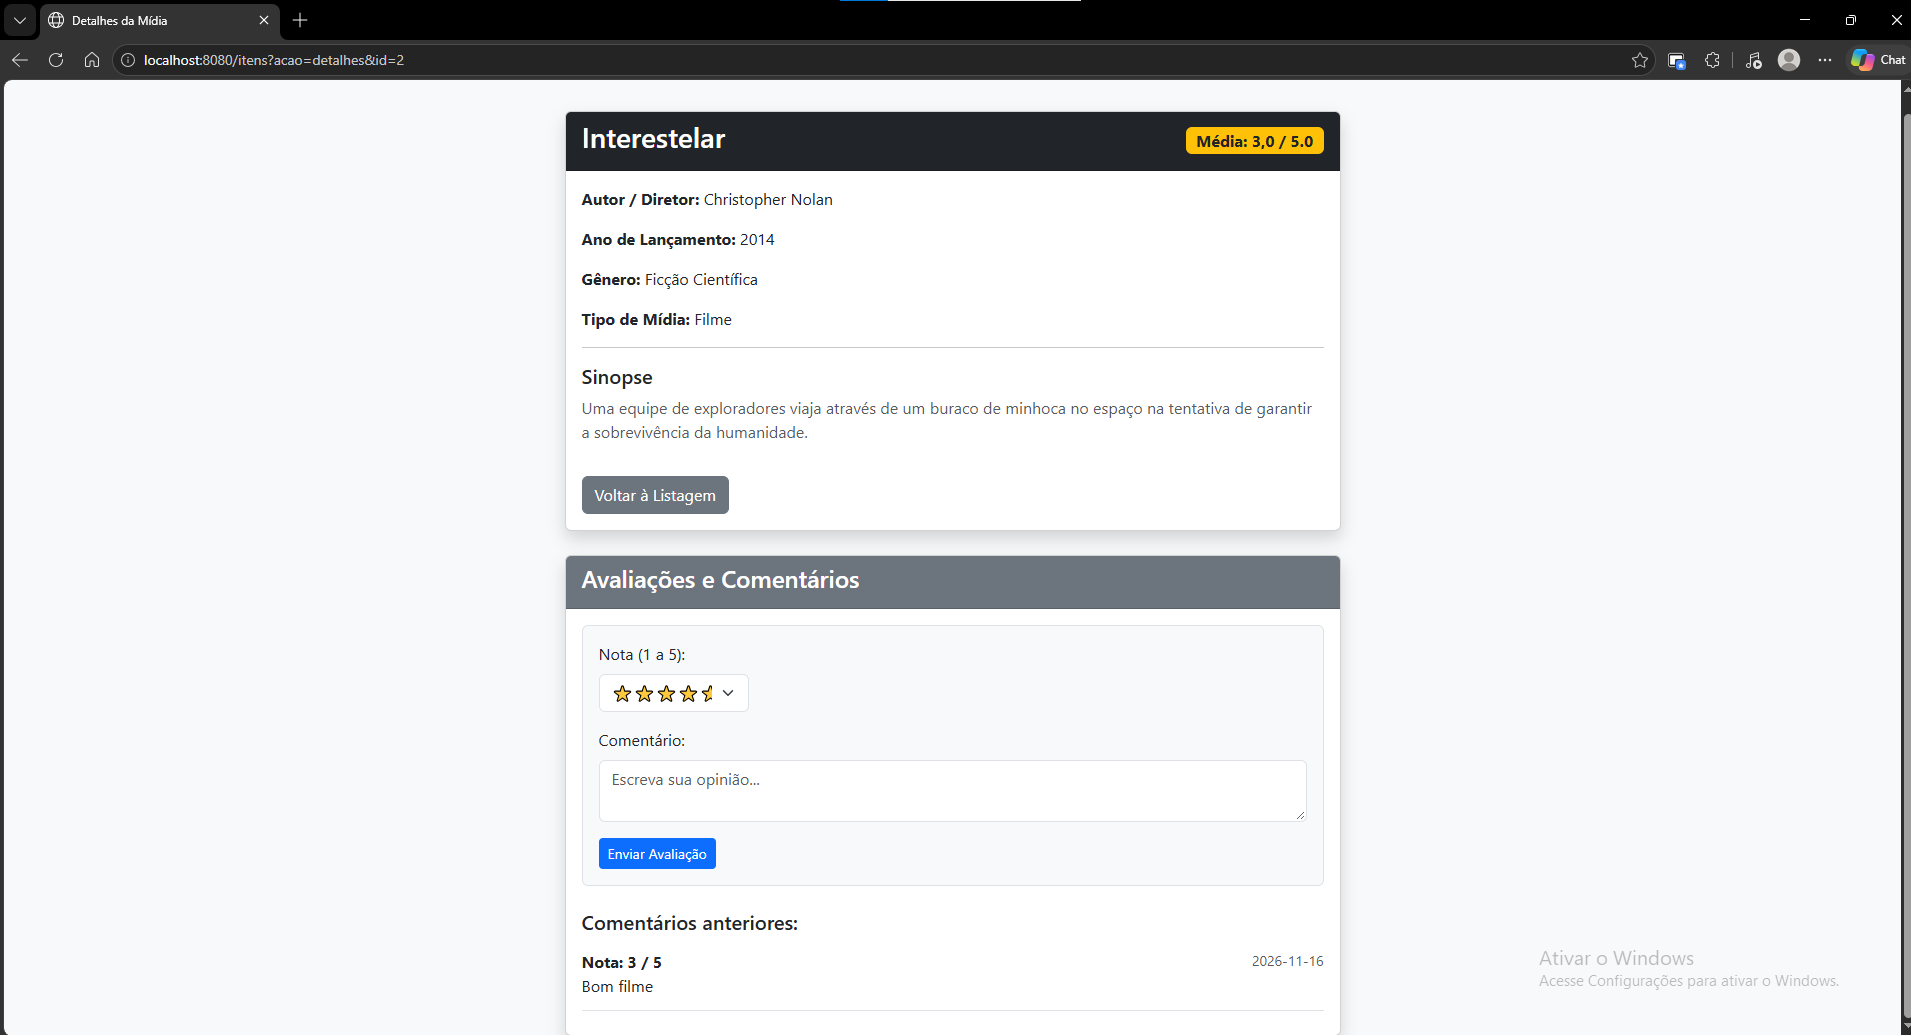 Detalhes da Mídia
localhost:8080/itens?acao=detalhes&id=2
Chat
Interestelar
Média: 3,0 / 5.0
Autor / Diretor: Christopher Nolan
Ano de Lançamento: 2014
Gênero: Ficção Científica
Tipo de Mídia: Filme
Sinopse
Uma equipe de exploradores viaja através de um buraco de minhoca no espaço na tentativa de garantir
a sobrevivência da humanidade.
Voltar à Listagem
Avaliações e Comentários
Nota (1 a 5):
Comentário:
Escreva sua opinião...
Enviar Avaliação
Comentários anteriores:
Nota: 3 / 5
2026-11-16
Bom filme
Ativar o Windows
Acesse Configurações para ativar o Windows.